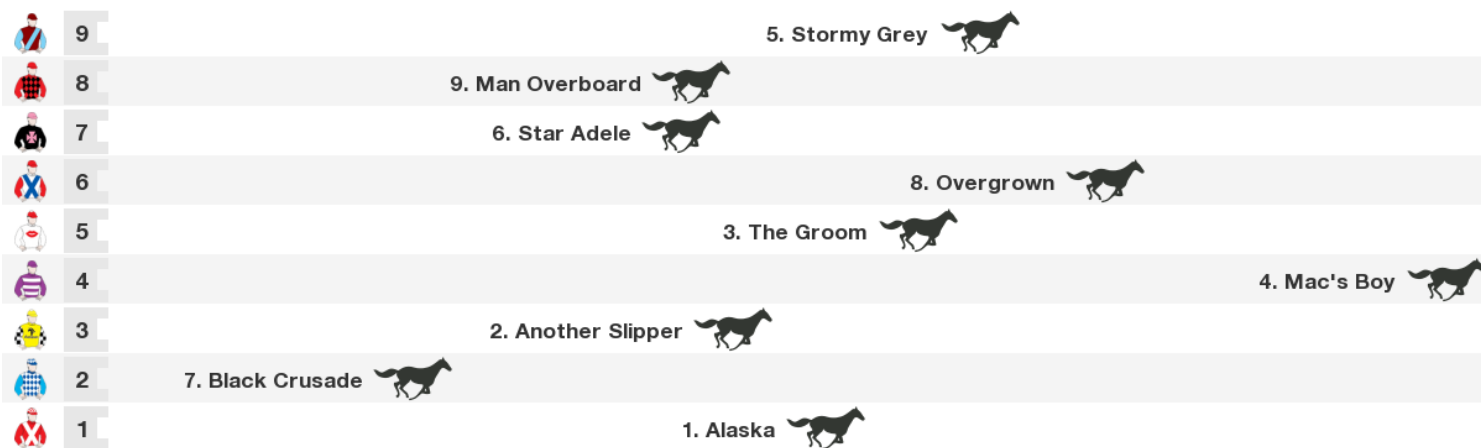 9 5. Stormy Grey
8 9. Man Overboard
7 6. Star Adele
6 8. Overgrown
5 3. The Groom
4 4. Mac's Boy
3 2. Another Slipper
2 7. Black Crusade
1 1. Alaska